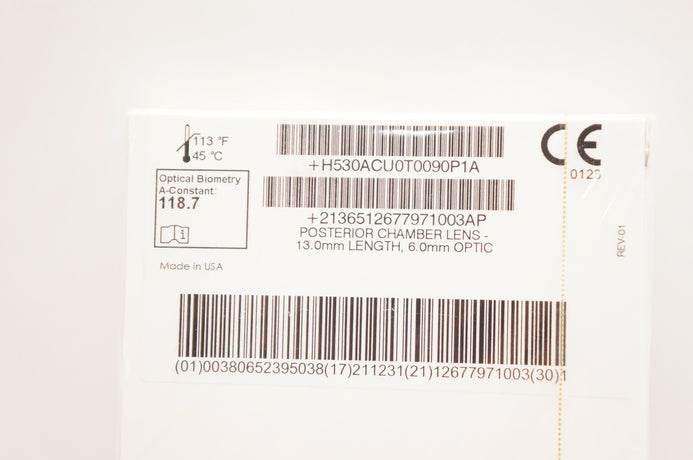 113 °F
45 °C
+H530ACU0T0090P1A
CE
0123
Optical Biometry
A-Constant:
118.7
i
+2136512677971003AP
POSTERIOR CHAMBER LENS -
13.0mm LENGTH, 6.0mm OPTIC
REV-01
Made in USA
(01)00380652395038(17)211231(21)12677971003(30)1